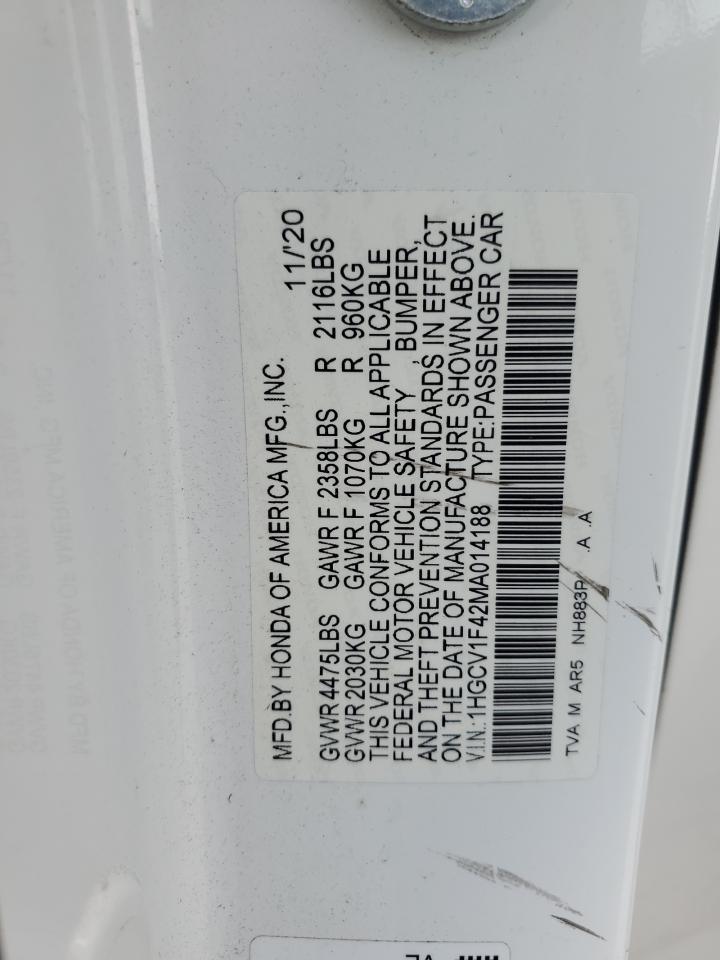 MFD.BY HONDA OF AMERICA MFG.,INC. 11/'20
GVWR 4475LBS GAWR F 2358LBS R 2116LBS
GVWR 2030KG GAWR F 1070KG R 960KG
THIS VEHICLE CONFORMS TO ALL APPLICABLE
FEDERAL MOTOR VEHICLE SAFETY , BUMPER,
AND THEFT PREVENTION STANDARDS IN EFFECT
ON THE DATE OF MANUFACTURE SHOWN ABOVE.
V.I.N.:1HGCV1F42MA014188 TYPE:PASSENGER CAR
TVA M AR5 NH883P .A .A